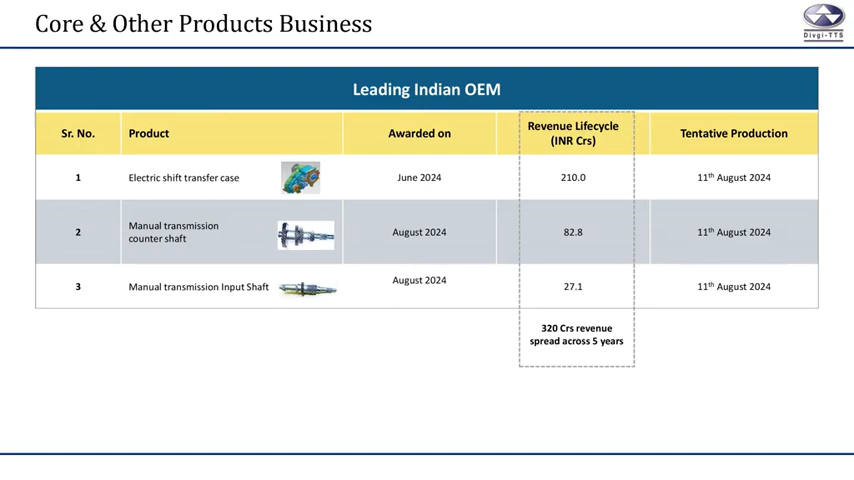 Core & Other Products Business
Divgi-TTS
Leading Indian OEM
Sr. No. Product Awarded on Revenue Lifecycle
(INR Crs) Tentative Production
1 Electric shift transfer case June 2024 210.0 11th August 2024
2 Manual transmission
counter shaft August 2024 82.8 11th August 2024
3 Manual transmission Input Shaft August 2024 27.1 11th August 2024
320 Crs revenue
spread across 5 years